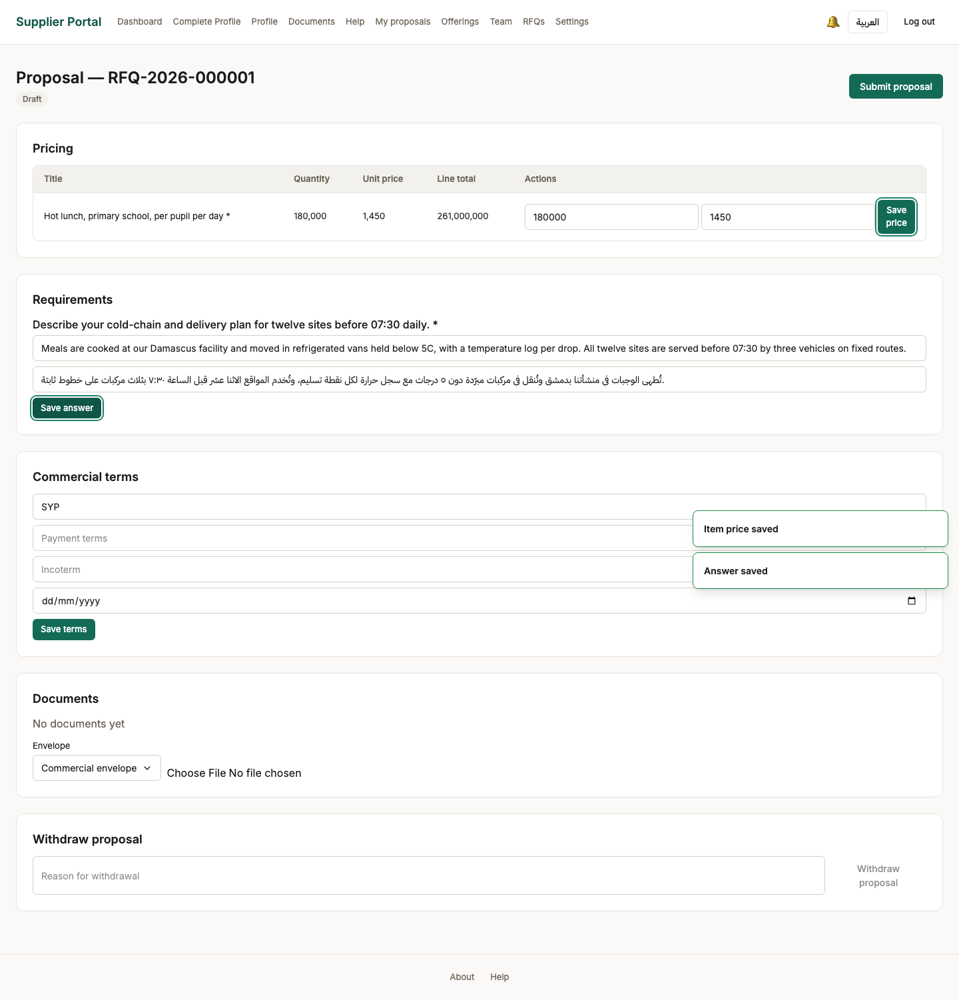 Supplier Portal Dashboard Complete Profile Profile Documents Help My proposals Offerings Team RFQs Settings العربية Log out
Proposal — RFQ-2026-000001
Draft
Submit proposal
Pricing
Title Quantity Unit price Line total Actions
Hot lunch, primary school, per pupil per day * 180,000 1,450 261,000,000 180000 1450 Save price
Requirements
Describe your cold-chain and delivery plan for twelve sites before 07:30 daily. *
Meals are cooked at our Damascus facility and moved in refrigerated vans held below 5C, with a temperature log per drop. All twelve sites are served before 07:30 by three vehicles on fixed routes.
تُطهى الوجبات في منشأتنا بدمشق وتُنقل في مركبات مبرّدة دون ٥ درجات مع سجل حرارة لكل نقطة تسليم، وتُخدم المواقع الاثنا عشر قبل الساعة ٧:٣٠ بثلاث مركبات على خطوط ثابتة.
Save answer
Commercial terms
SYP
Item price saved
Payment terms
Incoterm
Answer saved
dd/mm/yyyy
Save terms
Documents
No documents yet
Envelope
Commercial envelope Choose File No file chosen
Withdraw proposal
Reason for withdrawal Withdraw proposal
About Help